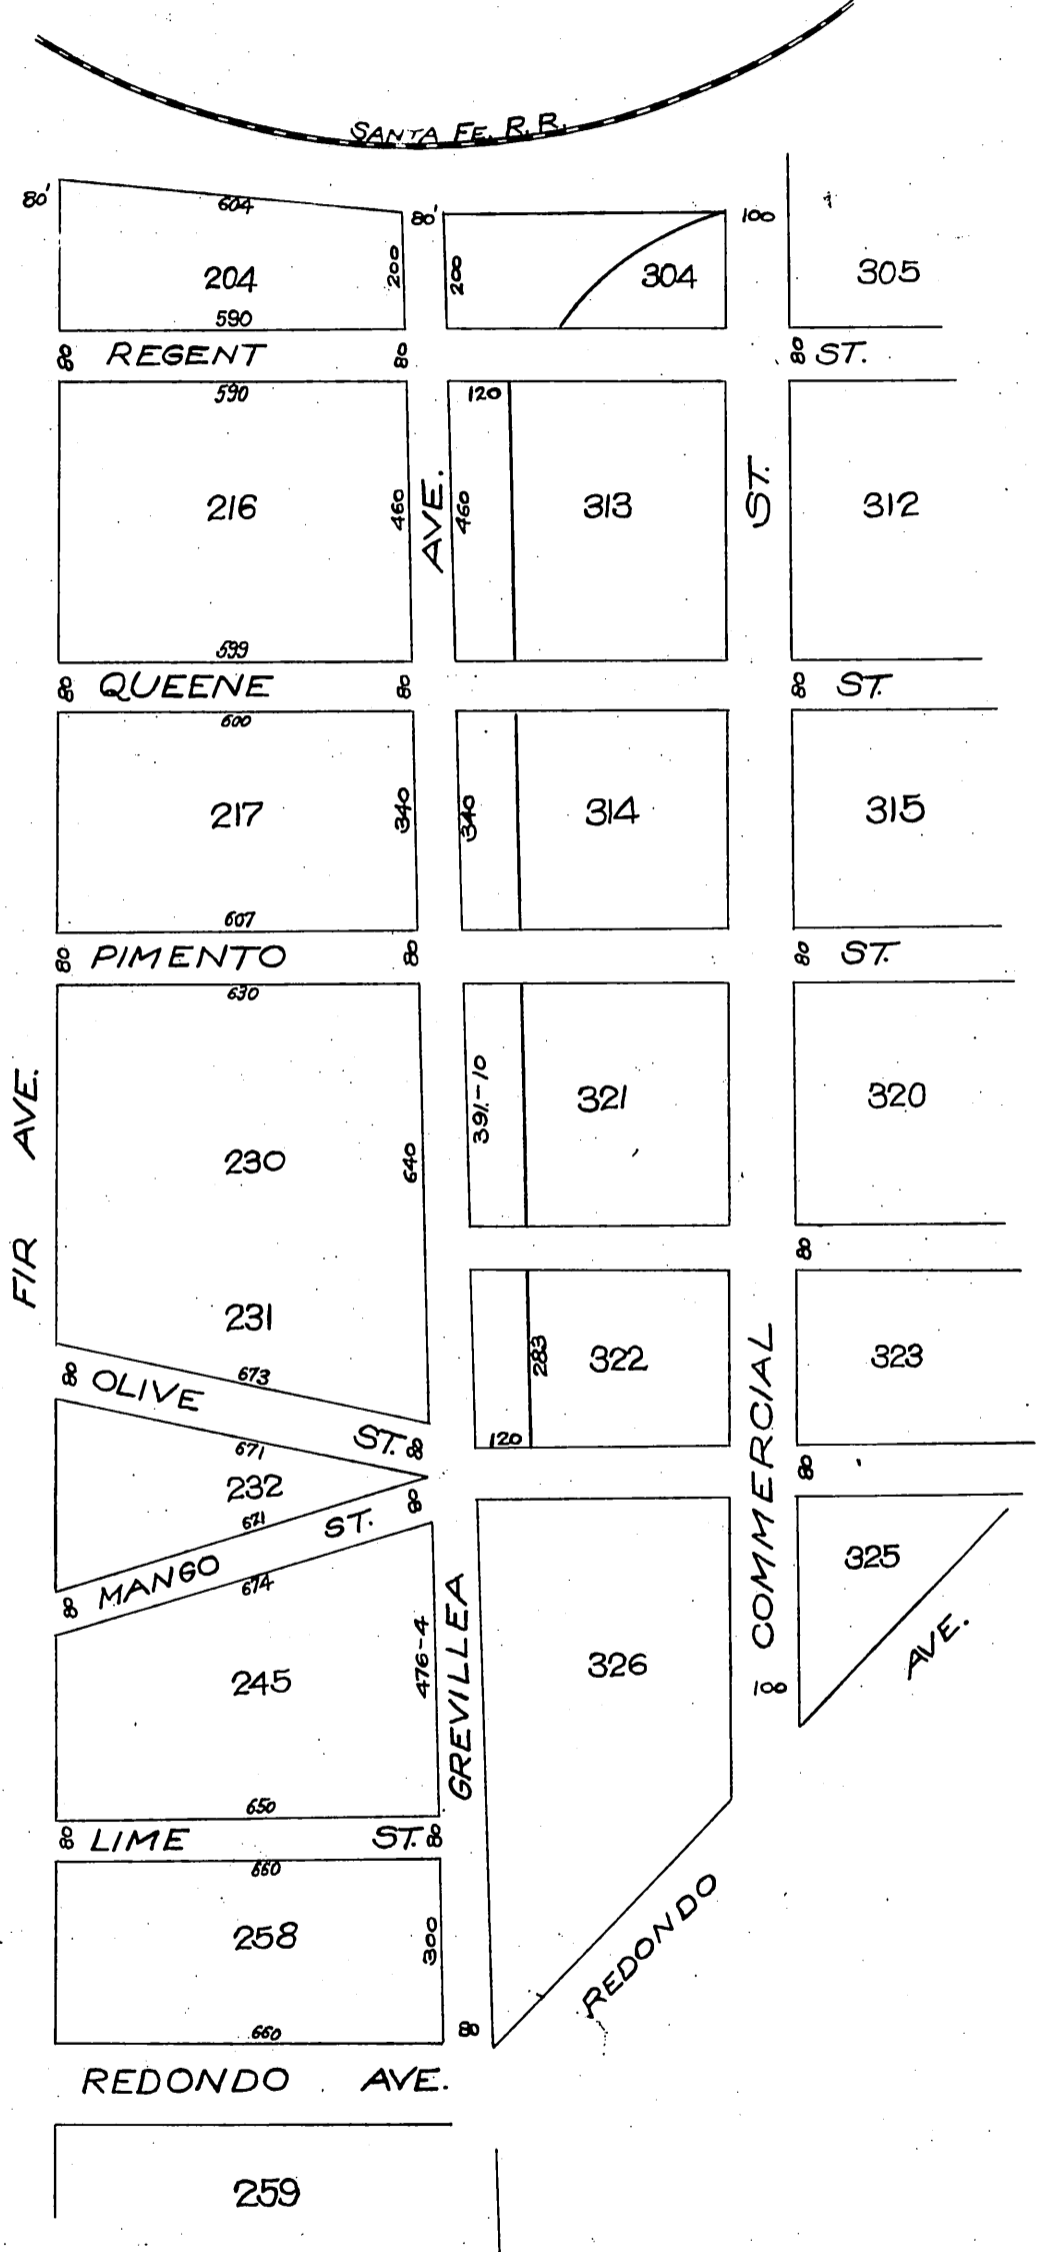 SANTA FE. R.R.
80' 604 80' 100
204 200 200 304 305
590
80 REGENT 80 80 ST.
590 120
216 460 AVE. 460 313 ST. 312
599
80 QUEENE 80 80 ST.
600
217 340 340 314 315
607
80 PIMENTO 80 80 ST.
630
FIR AVE.
230 640 391.-10 321 320
80
231
673
80 OLIVE ST. 80
283 322 323
120
671
232
671
80 MANGO ST. 80
80
674
245 476-4 GREVILLEA 326 COMMERCIAL 325
100
AVE.
650
80 LIME ST. 80
660
258 300 REDONDO
660 80
REDONDO AVE.
259